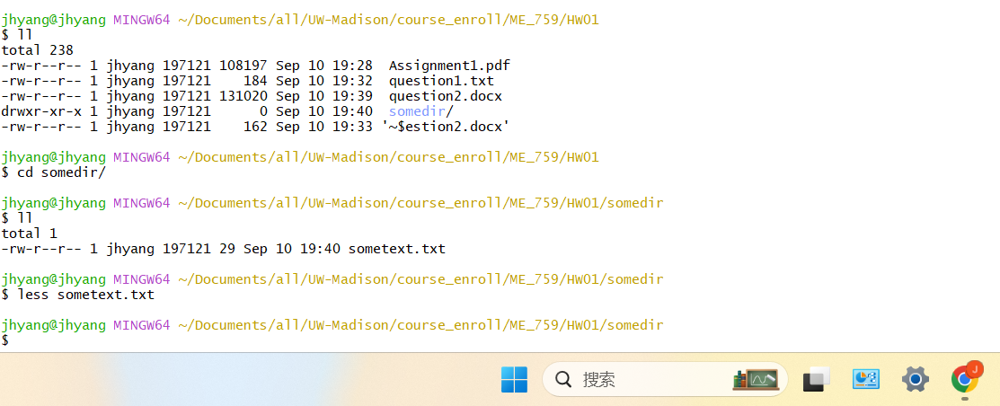 jhyang@jhyang MINGW64 ~/Documents/all/UW-Madison/course_enroll/ME_759/HW01
$ ll
total 238
-rw-r--r-- 1 jhyang 197121 108197 Sep 10 19:28  Assignment1.pdf
-rw-r--r-- 1 jhyang 197121    184 Sep 10 19:32  question1.txt
-rw-r--r-- 1 jhyang 197121 131020 Sep 10 19:39  question2.docx
drwxr-xr-x 1 jhyang 197121      0 Sep 10 19:40  somedir/
-rw-r--r-- 1 jhyang 197121    162 Sep 10 19:33 '~$estion2.docx'
jhyang@jhyang MINGW64 ~/Documents/all/UW-Madison/course_enroll/ME_759/HW01
$ cd somedir/
jhyang@jhyang MINGW64 ~/Documents/all/UW-Madison/course_enroll/ME_759/HW01/somedir
$ ll
total 1
-rw-r--r-- 1 jhyang 197121 29 Sep 10 19:40 sometext.txt
jhyang@jhyang MINGW64 ~/Documents/all/UW-Madison/course_enroll/ME_759/HW01/somedir
$ less sometext.txt
jhyang@jhyang MINGW64 ~/Documents/all/UW-Madison/course_enroll/ME_759/HW01/somedir
$
搜索
J